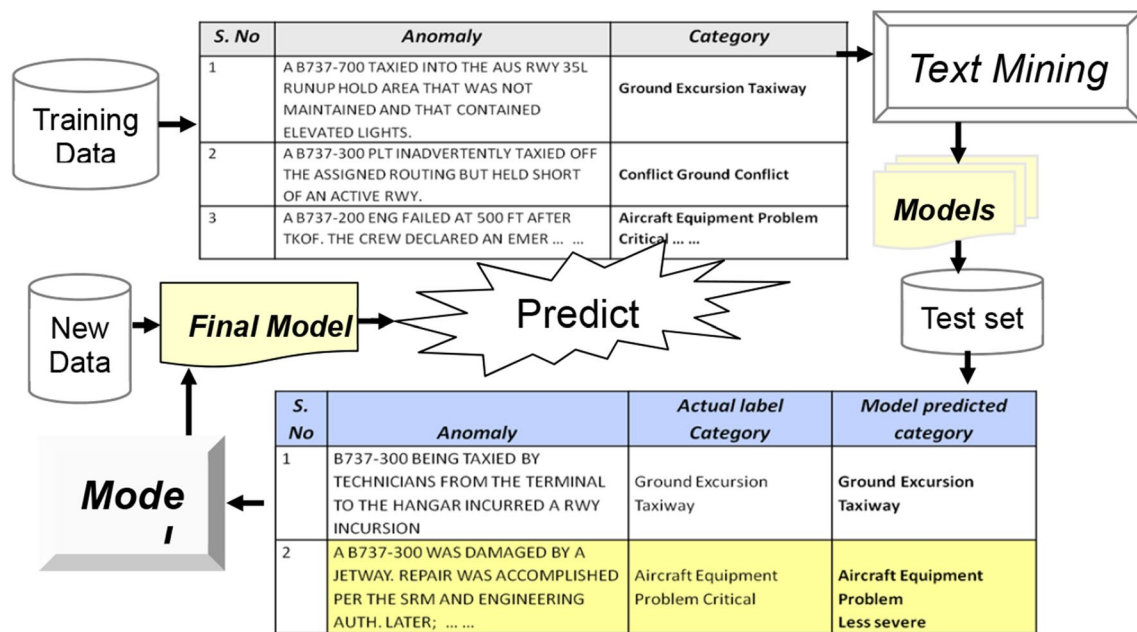 S. No Anomaly Category
Training
Data
1 A B737-700 TAXIED INTO THE AUS RWY 35L
RUNUP HOLD AREA THAT WAS NOT
MAINTAINED AND THAT CONTAINED
ELEVATED LIGHTS.
Ground Excursion Taxiway
2 A B737-300 PLT INADVERTENTLY TAXIED OFF
THE ASSIGNED ROUTING BUT HELD SHORT
OF AN ACTIVE RWY.
Conflict Ground Conflict
3 A B737-200 ENG FAILED AT 500 FT AFTER
TKOF. THE CREW DECLARED AN EMER ... ...
Aircraft Equipment Problem
Critical ... ...
Text Mining
Models
Test set
New
Data
Final Model
Predict
S.
No
Anomaly
Actual label
Category
Model predicted
category
1 B737-300 BEING TAXIED BY
TECHNICIANS FROM THE TERMINAL
TO THE HANGAR INCURRED A RWY
INCURSION
Ground Excursion
Taxiway
Ground Excursion
Taxiway
2 A B737-300 WAS DAMAGED BY A
JETWAY. REPAIR WAS ACCOMPLISHED
PER THE SRM AND ENGINEERING
AUTH. LATER; ... ...
Aircraft Equipment
Problem Critical
Aircraft Equipment
Problem
Less severe
Mode
l